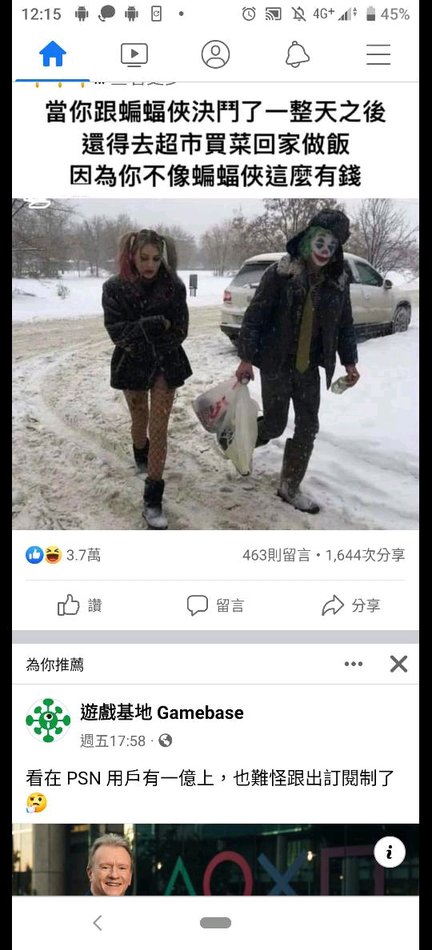 12:15
4G+
45%
當你跟蝙蝠俠決鬥了一整天之後
還得去超市買菜回家做飯
因為你不像蝙蝠俠這麼有錢
3.7萬
463則留言・1,644次分享
讚
留言
分享
為你推薦
遊戲基地 Gamebase
週五17:58 ·
看在 PSN 用戶有一億上，也難怪跟出訂閱制了